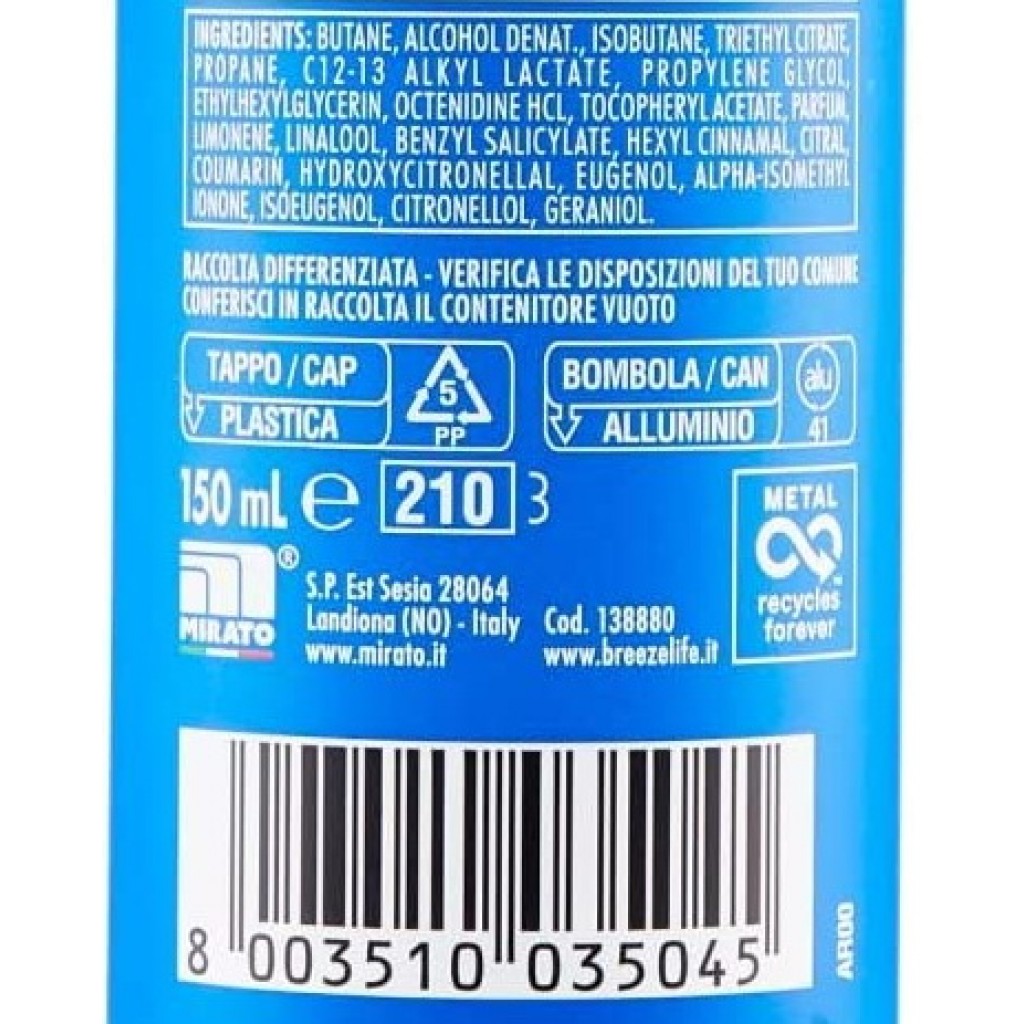 INGREDIENTS: BUTANE, ALCOHOL DENAT., ISOBUTANE, TRIETHYL CITRATE,
PROPANE, C12-13 ALKYL LACTATE, PROPYLENE GLYCOL,
ETHYLHEXYLGLYCERIN, OCTENIDINE HCL, TOCOPHERYL ACETATE, PARFUM,
LIMONENE, LINALOOL, BENZYL SALICYLATE, HEXYL CINNAMAL, CITRAL,
COUMARIN, HYDROXYCITRONELLAL, EUGENOL, ALPHA-ISOMETHYL
IONONE, ISOEUGENOL, CITRONELLOL, GERANIOL.
RACCOLTA DIFFERENZIATA - VERIFICA LE DISPOSIZIONI DEL TUO COMUNE
CONFERISCI IN RACCOLTA IL CONTENITORE VUOTO
TAPPO / CAP
PLASTICA
5
PP
BOMBOLA / CAN
ALLUMINIO
alu
41
150 mL e 210 3
METAL
recycles
forever
MIRATO®
S.P. Est Sesia 28064
Landiona (NO) - Italy
www.mirato.it
Cod. 138880
www.breezelife.it
8 003510 035045
AR00